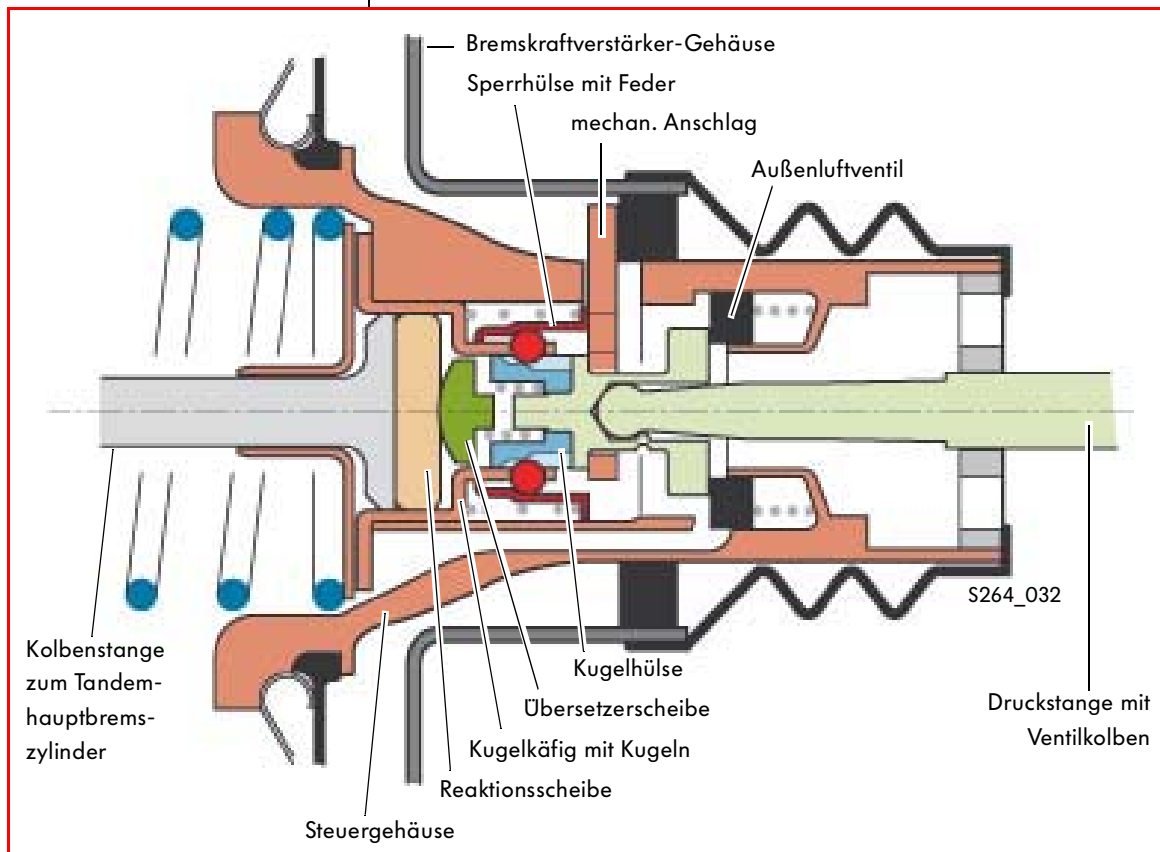 Bremskraftverstärker-Gehäuse
Sperrhülse mit Feder
mechan. Anschlag
Außenluftventil
S264_032
Kolbenstange
zum Tandem-
hauptbrems-
zylinder
Kugelhülse
Übersetzerscheibe
Kugelkäfig mit Kugeln
Reaktionsscheibe
Steuergehäuse
Druckstange mit
Ventilkolben